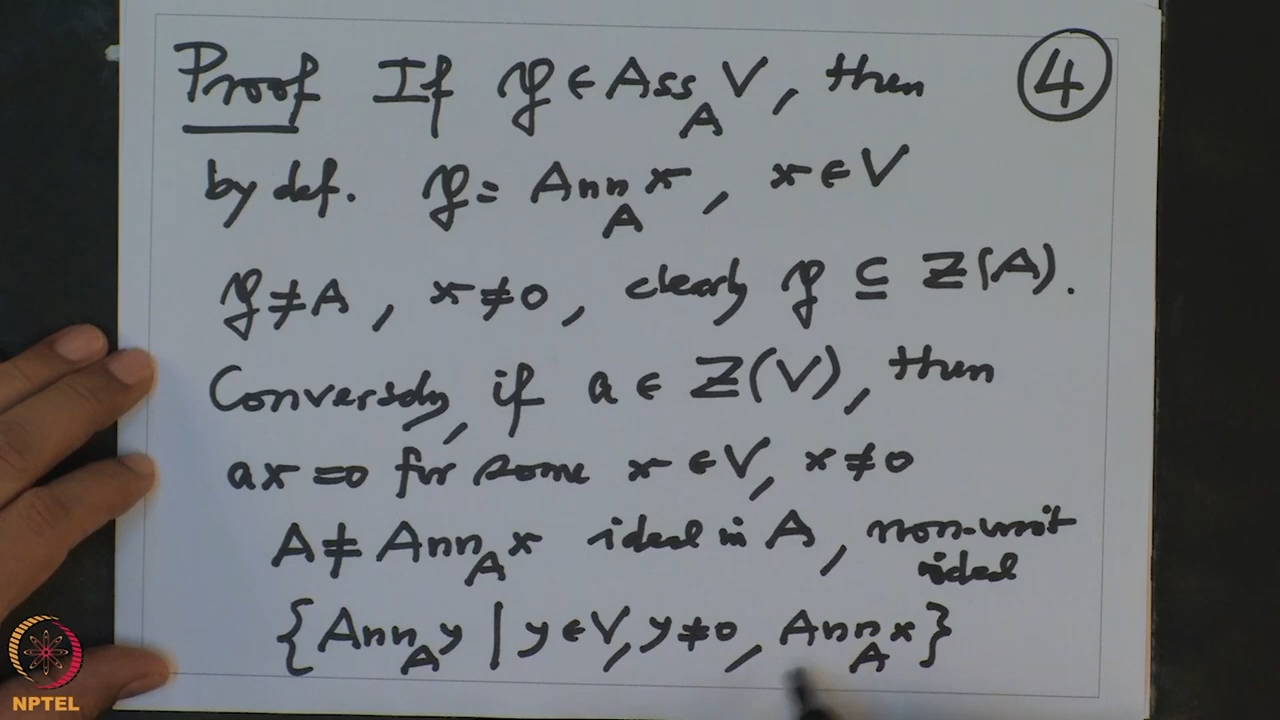 Proof If 𝔭 ∈ Ass_A V, then
④
by def. 𝔭 = Ann_A x, x ∈ V
𝔭 ≠ A, x ≠ 0, clearly 𝔭 ⊆ Z(A).
Conversely, if a ∈ Z(V), then
ax = 0 for some x ∈ V, x ≠ 0
A ≠ Ann_A x ideal in A, non-unit
ideal
{Ann_A y | y ∈ V, y ≠ 0, Ann_A x}
NPTEL